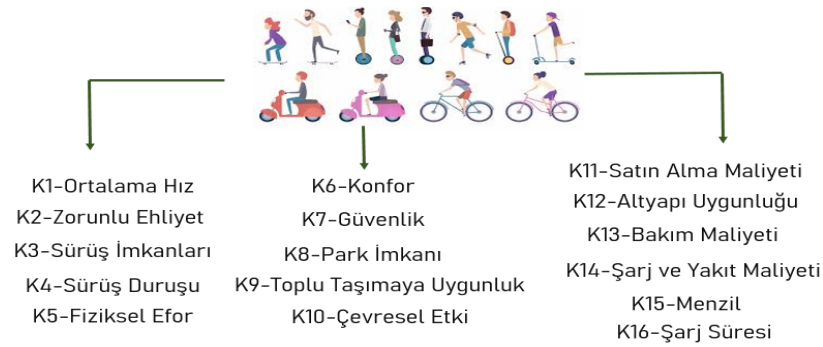 K1-Ortalama Hız
K2-Zorunlu Ehliyet
K3-Sürüş İmkanları
K4-Sürüş Duruşu
K5-Fiziksel Efor
K6-Konfor
K7-Güvenlik
K8-Park İmkanı
K9-Toplu Taşımaya Uygunluk
K10-Çevresel Etki
K11-Satın Alma Maliyeti
K12-Altyapı Uygunluğu
K13-Bakım Maliyeti
K14-Şarj ve Yakıt Maliyeti
K15-Menzil
K16-Şarj Süresi